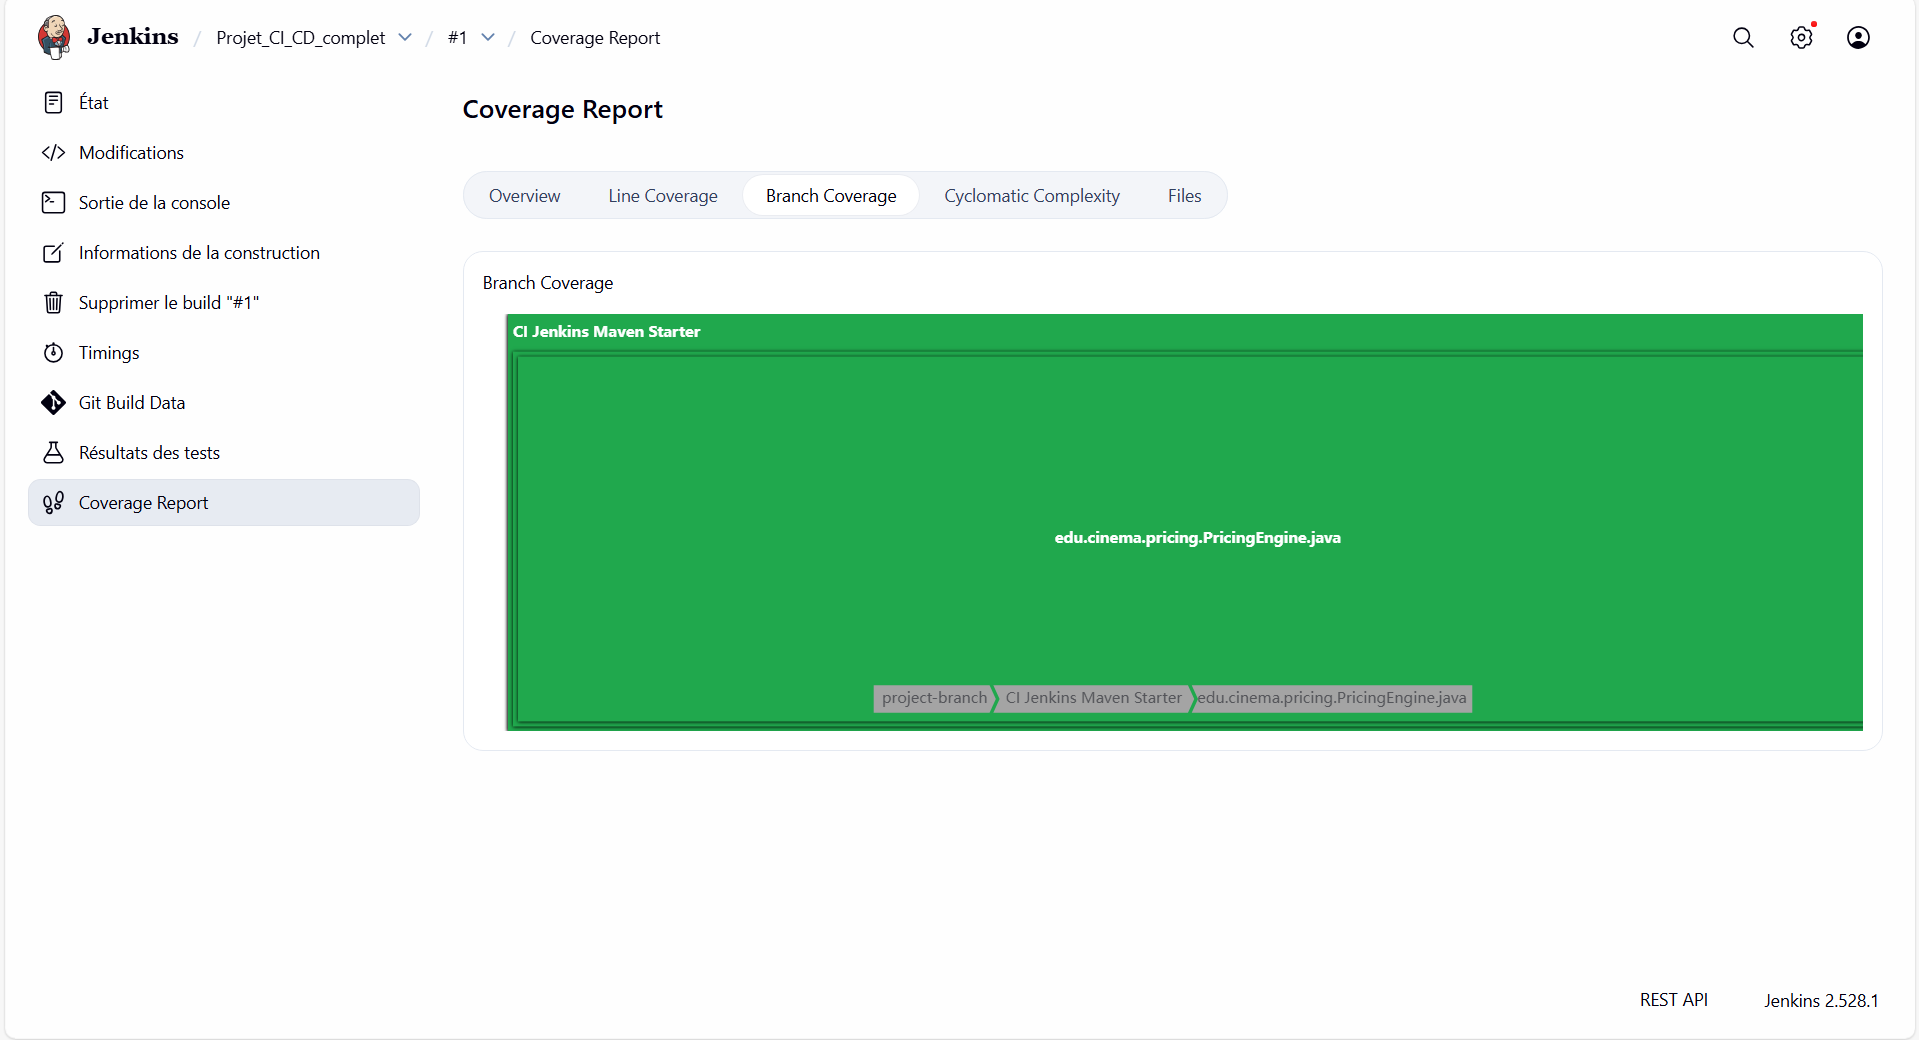 Jenkins / Projet_CI_CD_complet / #1 / Coverage Report
État
Modifications
Sortie de la console
Informations de la construction
Supprimer le build "#1"
Timings
Git Build Data
Résultats des tests
Coverage Report
Coverage Report
Overview Line Coverage Branch Coverage Cyclomatic Complexity Files
Branch Coverage
CI Jenkins Maven Starter
edu.cinema.pricing.PricingEngine.java
project-branch CI Jenkins Maven Starter edu.cinema.pricing.PricingEngine.java
REST API Jenkins 2.528.1